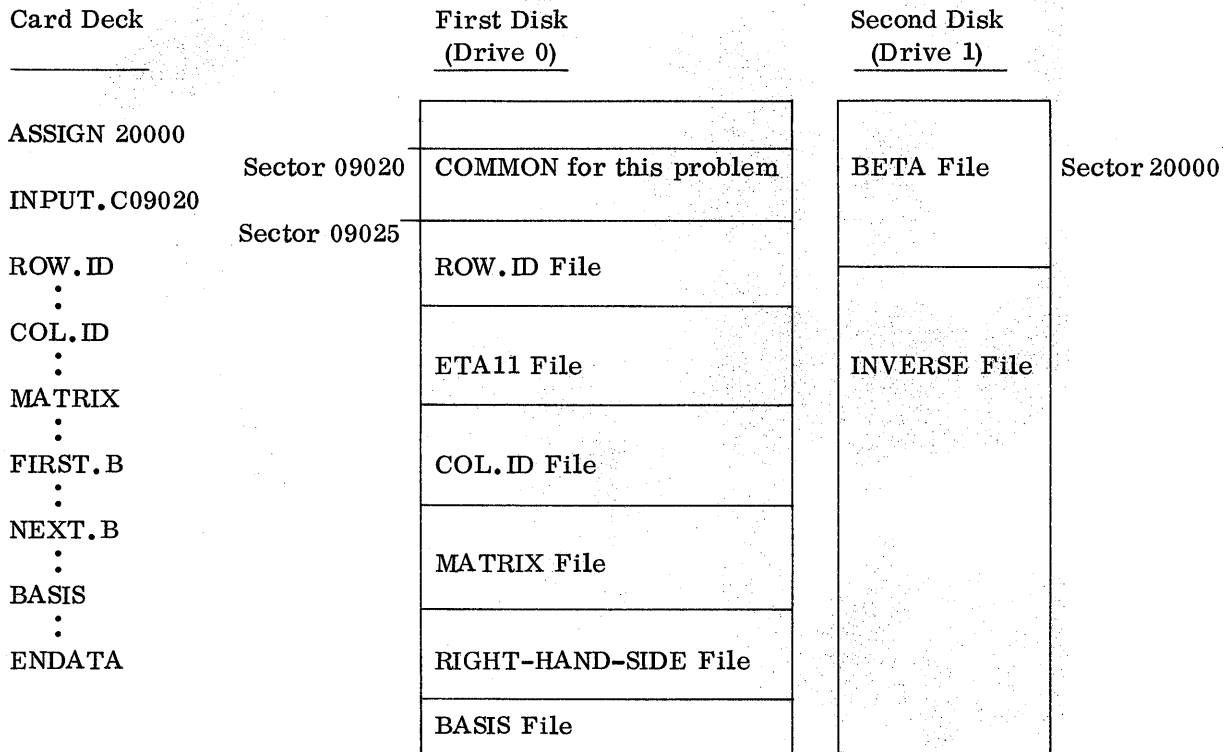 Card Deck
First Disk
(Drive 0)
Second Disk
(Drive 1)
ASSIGN 20000
INPUT.C09020
ROW.ID
COL.ID
MATRIX
FIRST.B
NEXT.B
BASIS
ENDATA
Sector 09020
Sector 09025
COMMON for this problem
ROW.ID File
ETA11 File
COL.ID File
MATRIX File
RIGHT-HAND-SIDE File
BASIS File
BETA File
INVERSE File
Sector 20000